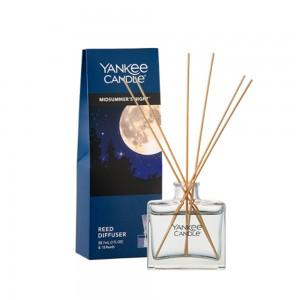 YANKEE
CANDLE
MIDSUMMER'S NIGHT
REED
DIFFUSER
YANKEE
CANDLE